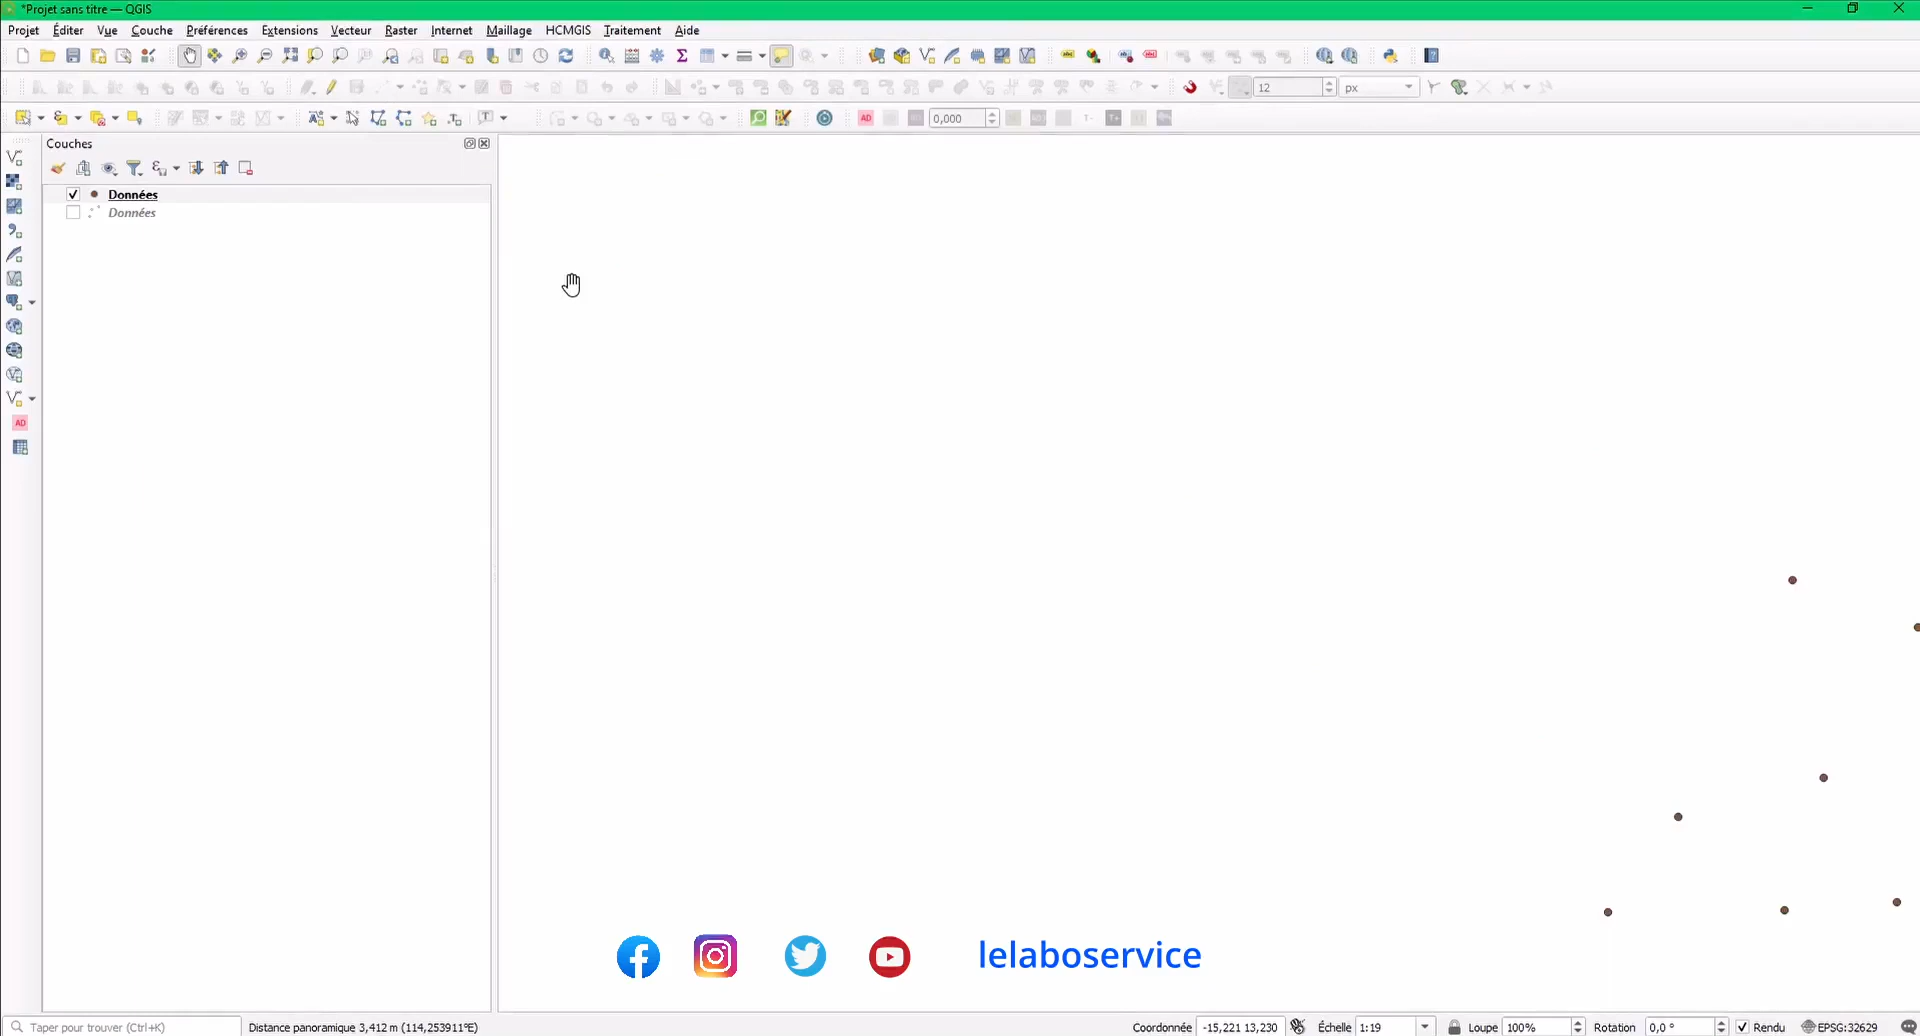 *Projet sans titre — QGIS
Projet Éditer Vue Couche Préférences Extensions Vecteur Raster Internet Maillage HCMGIS Traitement Aide
12 px
AD 0,000
Couches
Données
Données
AD
lelaboservice
Taper pour trouver (Ctrl+K) Distance panoramique 3,412 m (114,253911°E) Coordonnée -15,221 13,230 Échelle 1:19 Loupe 100% Rotation 0,0 ° Rendu EPSG:32629